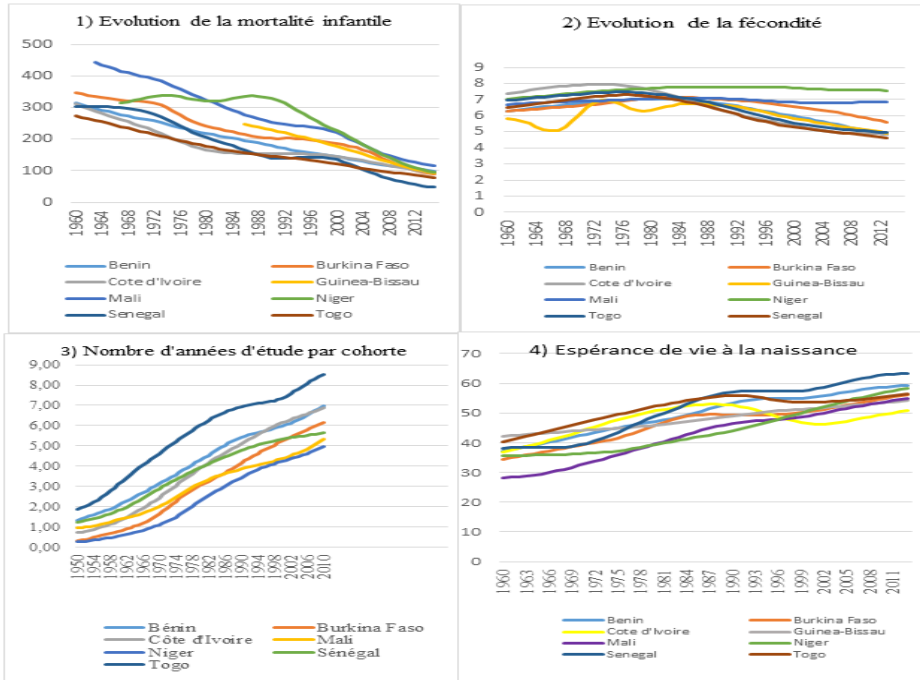 1) Evolution de la mortalité infantile
500
400
300
200
100
0
1960
1964
1968
1972
1976
1980
1984
1988
1992
1996
2000
2004
2008
2012
Benin
Burkina Faso
Cote d'Ivoire
Guinea-Bissau
Mali
Niger
Senegal
Togo
2) Evolution de la fécondité
9
8
7
6
5
4
3
2
1
0
1960
1964
1968
1972
1976
1980
1984
1988
1992
1996
2000
2004
2008
2012
Benin
Burkina Faso
Cote d'Ivoire
Guinea-Bissau
Mali
Niger
Togo
Senegal
3) Nombre d'années d'étude par cohorte
9,00
8,00
7,00
6,00
5,00
4,00
3,00
2,00
1,00
0,00
1950
1954
1958
1962
1966
1970
1974
1978
1982
1986
1990
1994
1998
2002
2006
2010
Bénin
Burkina Faso
Côte d'Ivoire
Mali
Niger
Sénégal
Togo
4) Espérance de vie à la naissance
70
60
50
40
30
20
10
0
1960
1963
1966
1969
1972
1975
1978
1981
1984
1987
1990
1993
1996
1999
2002
2005
2008
2011
Benin
Burkina Faso
Cote d'Ivoire
Guinea-Bissau
Mali
Niger
Senegal
Togo